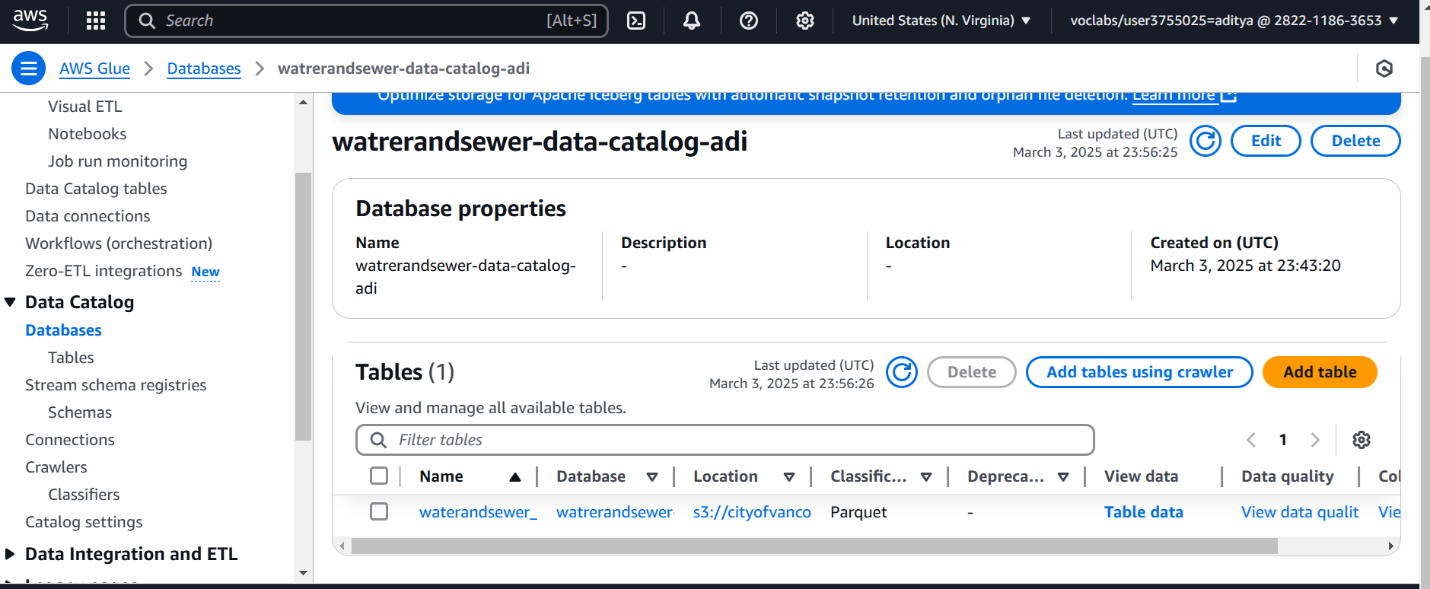 aws
Search [Alt+S] United States (N. Virginia) ▼ voclabs/user3755025=aditya @ 2822-1186-3653 ▼
AWS Glue > Databases > watrerandsewer-data-catalog-adi
Visual ETL
Notebooks
Job run monitoring
Data Catalog tables
Data connections
Workflows (orchestration)
Zero-ETL integrations New
Data Catalog
Databases
Tables
Stream schema registries
Schemas
Connections
Crawlers
Classifiers
Catalog settings
Data Integration and ETL
Optimize storage for Apache Iceberg tables with automatic snapshot retention and orphan file deletion. Learn more
watrerandsewer-data-catalog-adi
Last updated (UTC)
March 3, 2025 at 23:56:25
Edit
Delete
Database properties
Name
watrerandsewer-data-catalog-
adi
Description
-
Location
-
Created on (UTC)
March 3, 2025 at 23:43:20
Tables (1)
Last updated (UTC)
March 3, 2025 at 23:56:26
Delete
Add tables using crawler
Add table
View and manage all available tables.
Filter tables
1
Name Database Location Classific... Depreca... View data Data quality Col
waterandsewer_ watrerandsewer- s3://cityofvanco Parquet - Table data View data qualit Vie